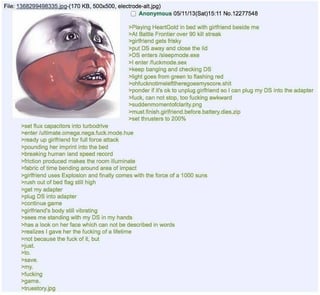 File: 1368299498335.jpg-(170 KB, 500x500, electrode-alt.jpg)
Anonymous 05/11/13(Sat)15:11 No.12277548
>Playing HeartGold in bed with girlfriend beside me
>At Battle Frontier over 90 kill streak
>girlfriend gets frisky
>put DS away and close the lid
>DS enters /sleepmode.exe
>I enter /fuckmode.sex
>keep banging and checking DS
>light goes from green to flashing red
>ohfucknotimeleftheregoesmyscore.shit
>ponder if it's ok to unplug girlfriend so I can plug my DS into the adapter
>fuck, can not stop, too fucking awkward
>suddenmomentofclarity.png
>must.finish.girlfriend.before.battery.dies.zip
>set thrusters to 200%
>set flux capacitors into turbodrive
>enter /ultimate.omega.nega.fuck.mode.hue
>ready up girlfriend for full force attack
>pounding her imprint into the bed
>breaking human land speed record
>friction produced makes the room illuminate
>fabric of time bending around area of impact
>girlfriend uses Explosion and finally comes with the force of a 1000 suns
>rush out of bed flag still high
>get my adapter
>plug DS into adapter
>continue game
>girlfriend's body still vibrating
>sees me standing with my DS in my hands
>has a look on her face which can not be described in words
>realizes I gave her the fucking of a lifetime
>not because the fuck of it, but
>just.
>to.
>save.
>my.
>fucking
>game.
>truestory.jpg